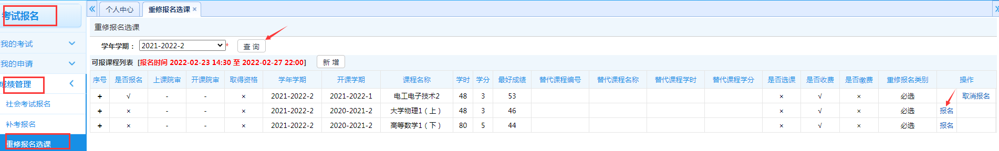 考试报名
我的考试
我的申请
成绩管理
社会考试报名
补考报名
重修报名选课
个人中心 重修报名选课 ×
重修报名选课
学年学期： 2021-2022-2 * 查 询
可报课程列表 [报名时间 2022-02-23 14:30 至 2022-02-27 22:00] 新 增
序号 是否报名 上课院审 开课院审 取得资格 学年学期 开课学期 课程名称 学时 学分 最好成绩 替代课程编号 替代课程名称 替代课程学时 替代课程学分 是否选课 是否收费 是否缴费 重修报名类别 操作
+ √ - - × 2021-2022-2 2021-2022-1 电工电子技术2 48 3 53 × √ × 必选 取消报名
+ × - - × 2021-2022-2 2020-2021-2 大学物理1（上） 48 3 46 × √ × 必选 报名
+ × - - × 2021-2022-2 2020-2021-2 高等数学1（下） 80 5 44 × √ × 必选 报名